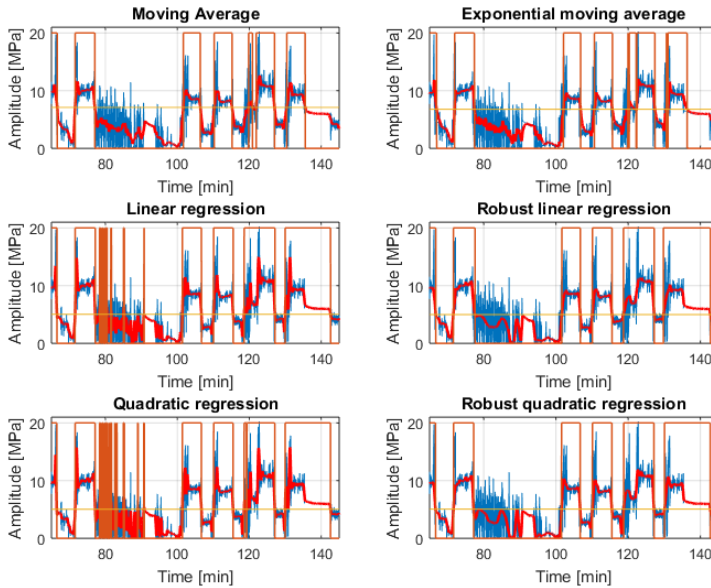 Moving Average
Exponential moving average
Amplitude [MPa]
20
10
0
80
100
120
140
Time [min]
Amplitude [MPa]
20
10
0
80
100
120
140
Time [min]
Linear regression
Robust linear regression
Amplitude [MPa]
20
10
0
80
100
120
140
Time [min]
Amplitude [MPa]
20
10
0
80
100
120
140
Time [min]
Quadratic regression
Robust quadratic regression
Amplitude [MPa]
20
10
0
80
100
120
140
Time [min]
Amplitude [MPa]
20
10
0
80
100
120
140
Time [min]